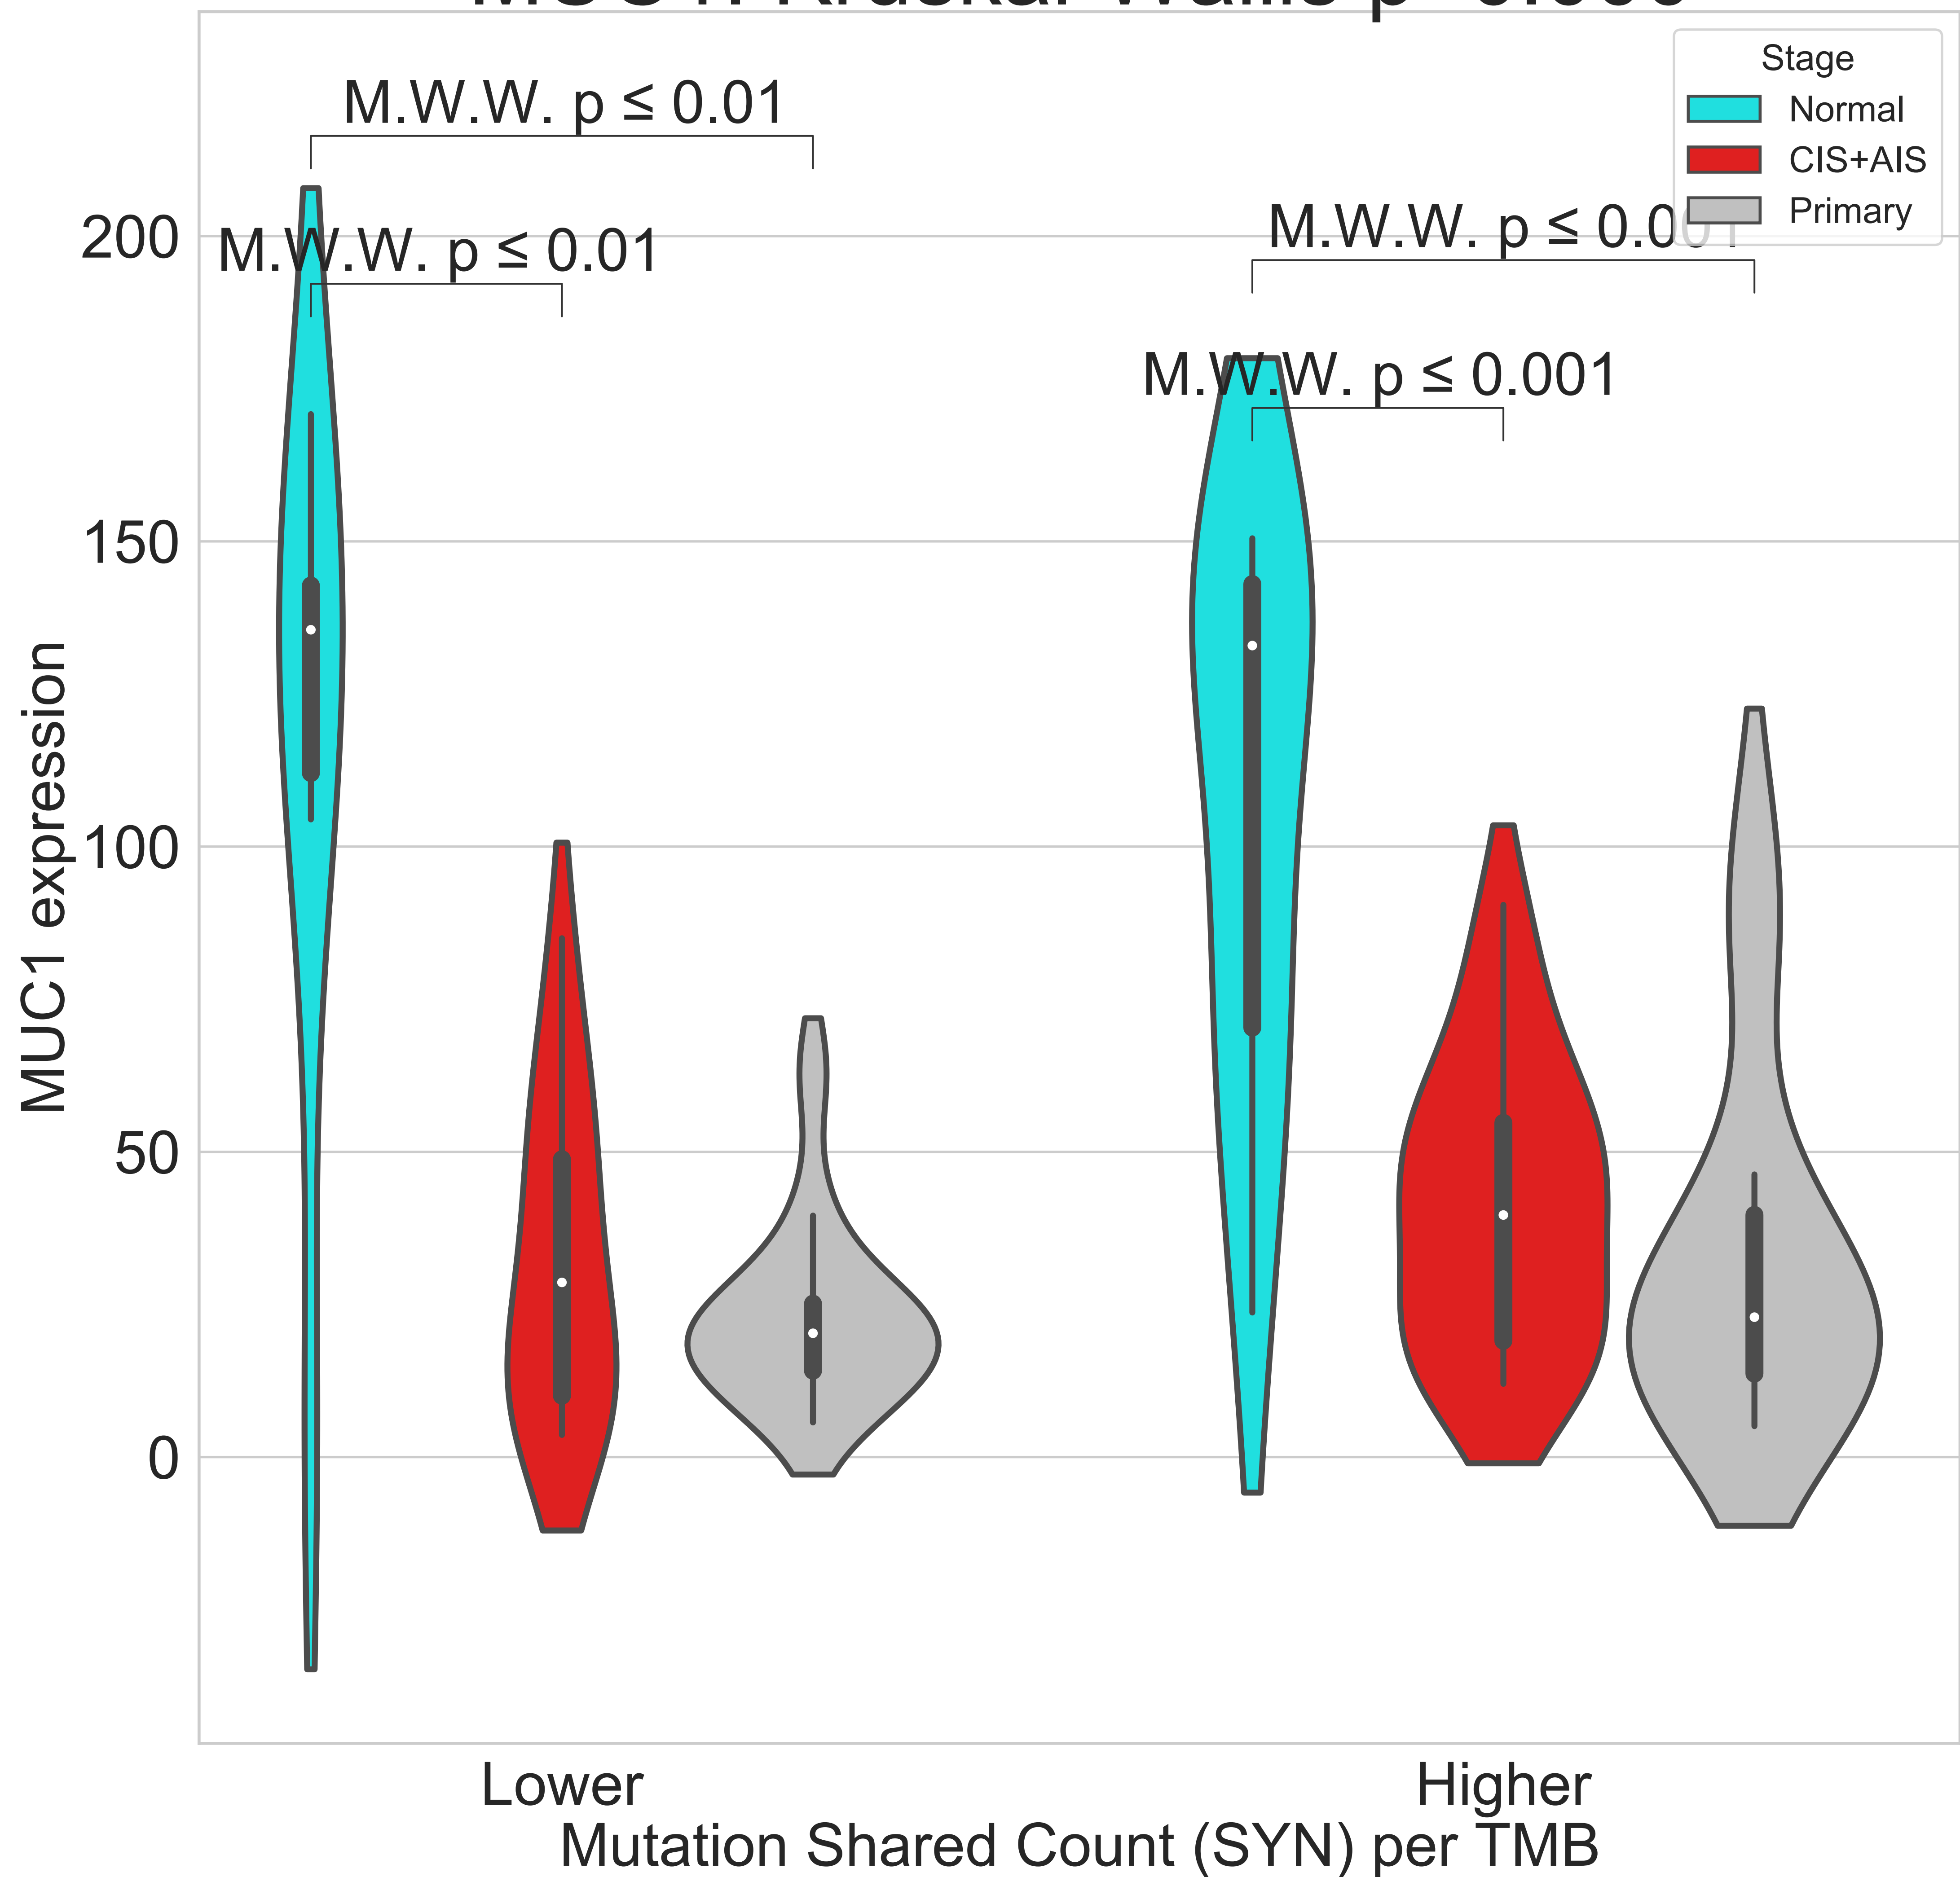 M.W.W. p ≤ 0.01
Stage
Normal
CIS+AIS
Primary
M.W.W. p ≤ 0.01
M.W.W. p ≤ 0.001
M.W.W. p ≤ 0.001
200
150
100
50
0
MUC1 expression
Lower
Higher
Mutation Shared Count (SYN) per TMB